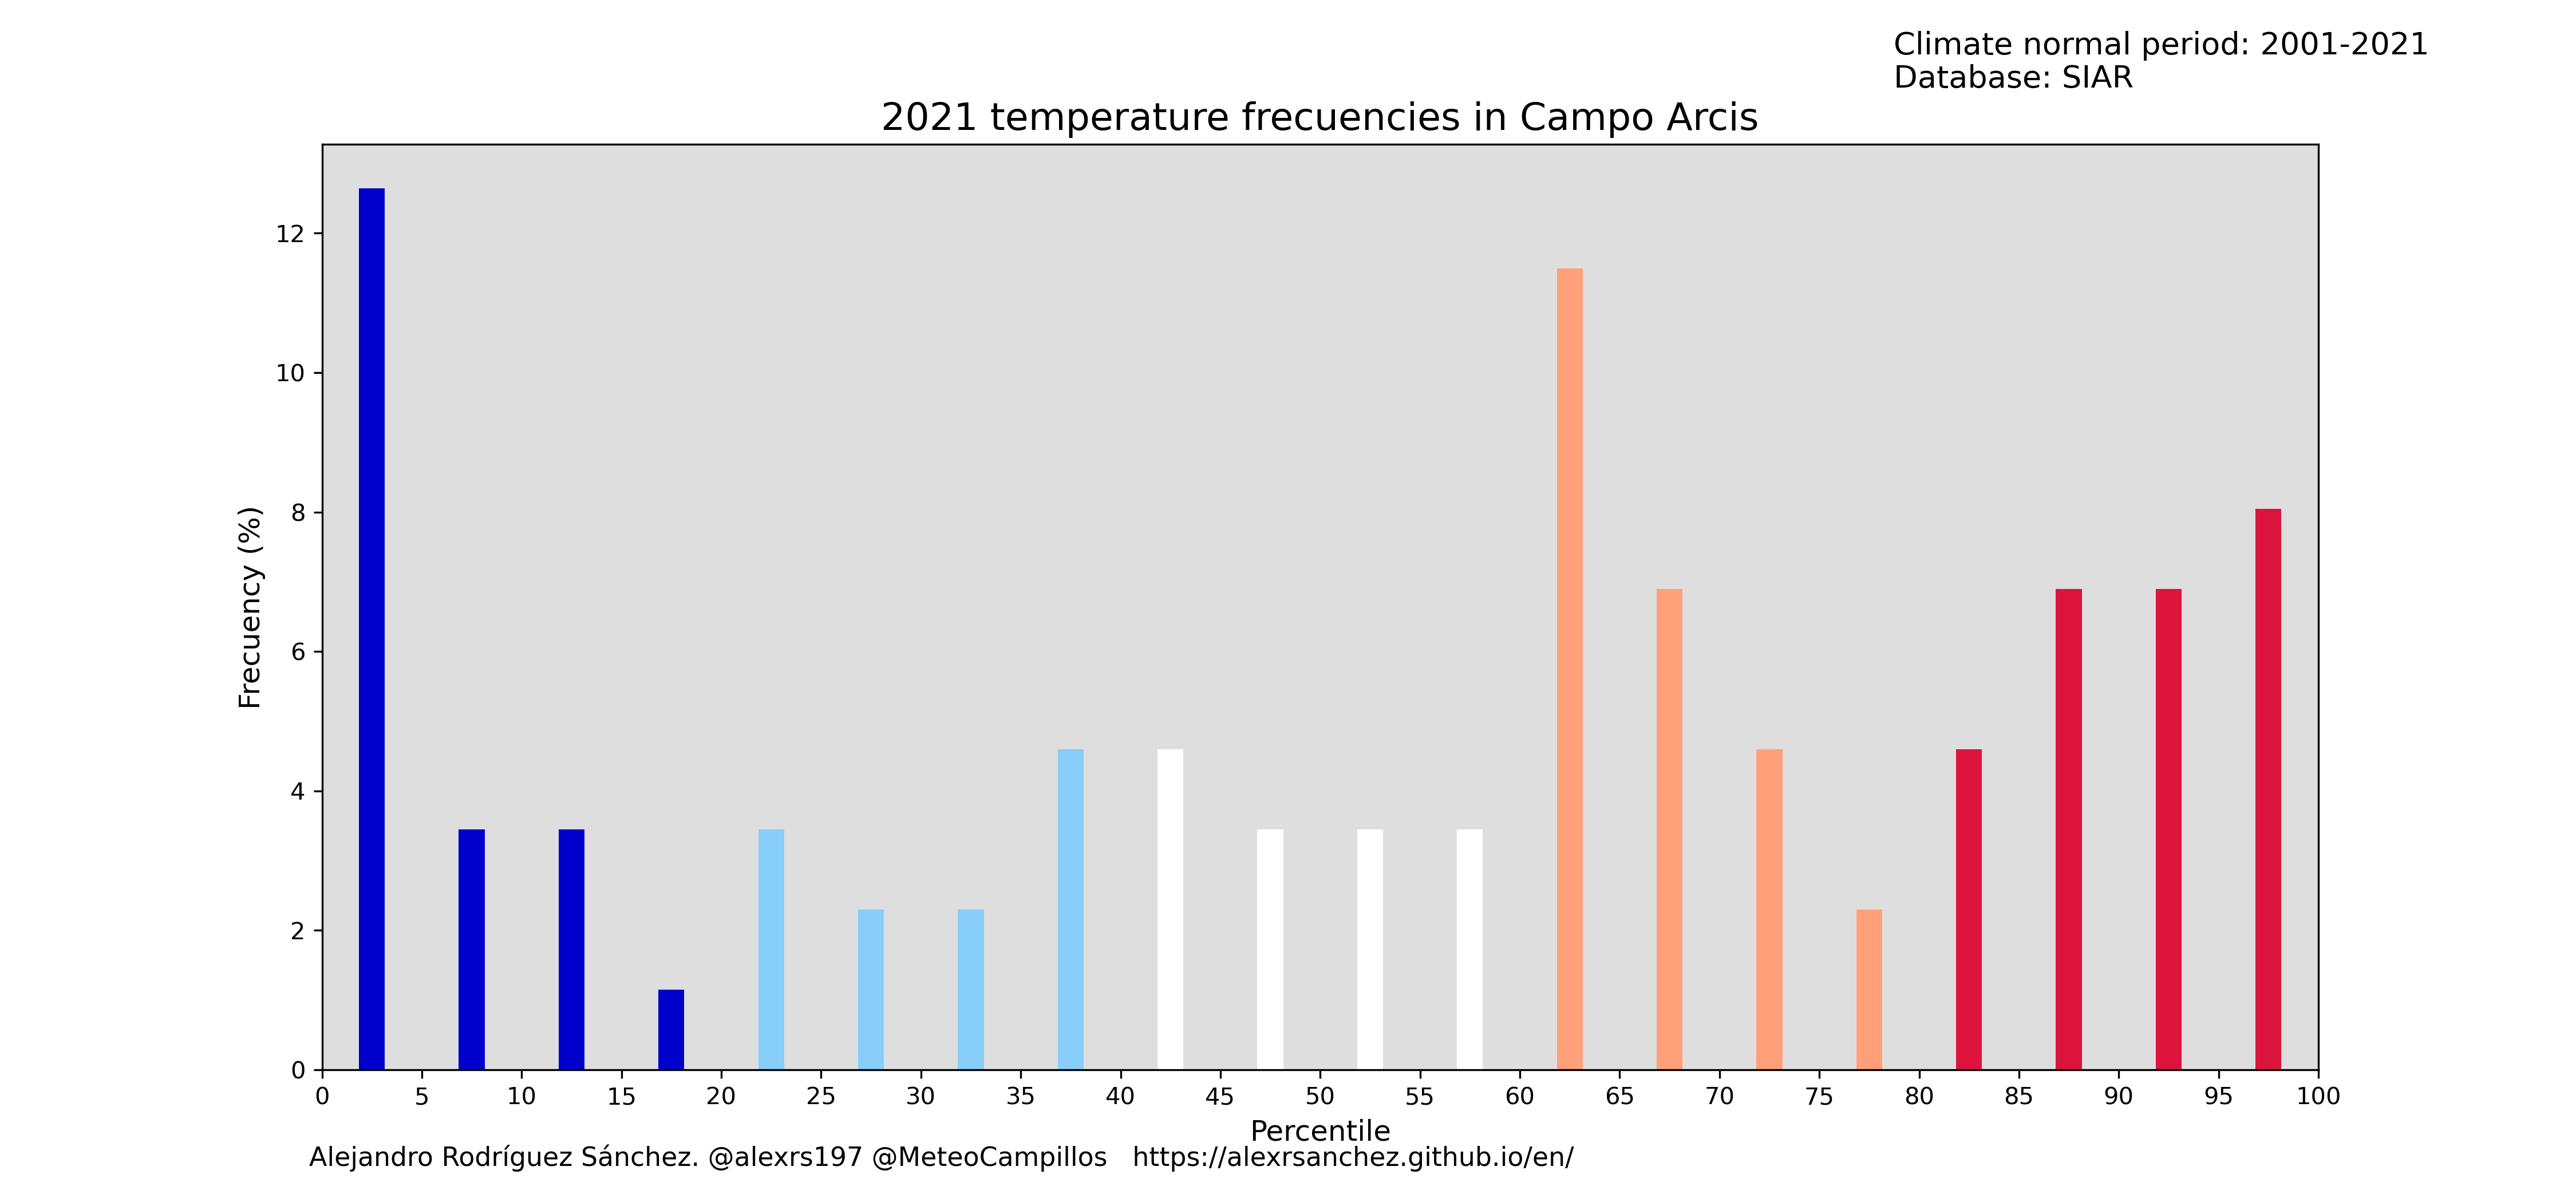 Climate normal period: 2001-2021
Database: SIAR
2021 temperature frecuencies in Campo Arcis
Frecuency (%)
12
10
8
6
4
2
0
0 5 10 15 20 25 30 35 40 45 50 55 60 65 70 75 80 85 90 95 100
Percentile
Alejandro Rodríguez Sánchez. @alexrs197 @MeteoCampillos https://alexrsanchez.github.io/en/